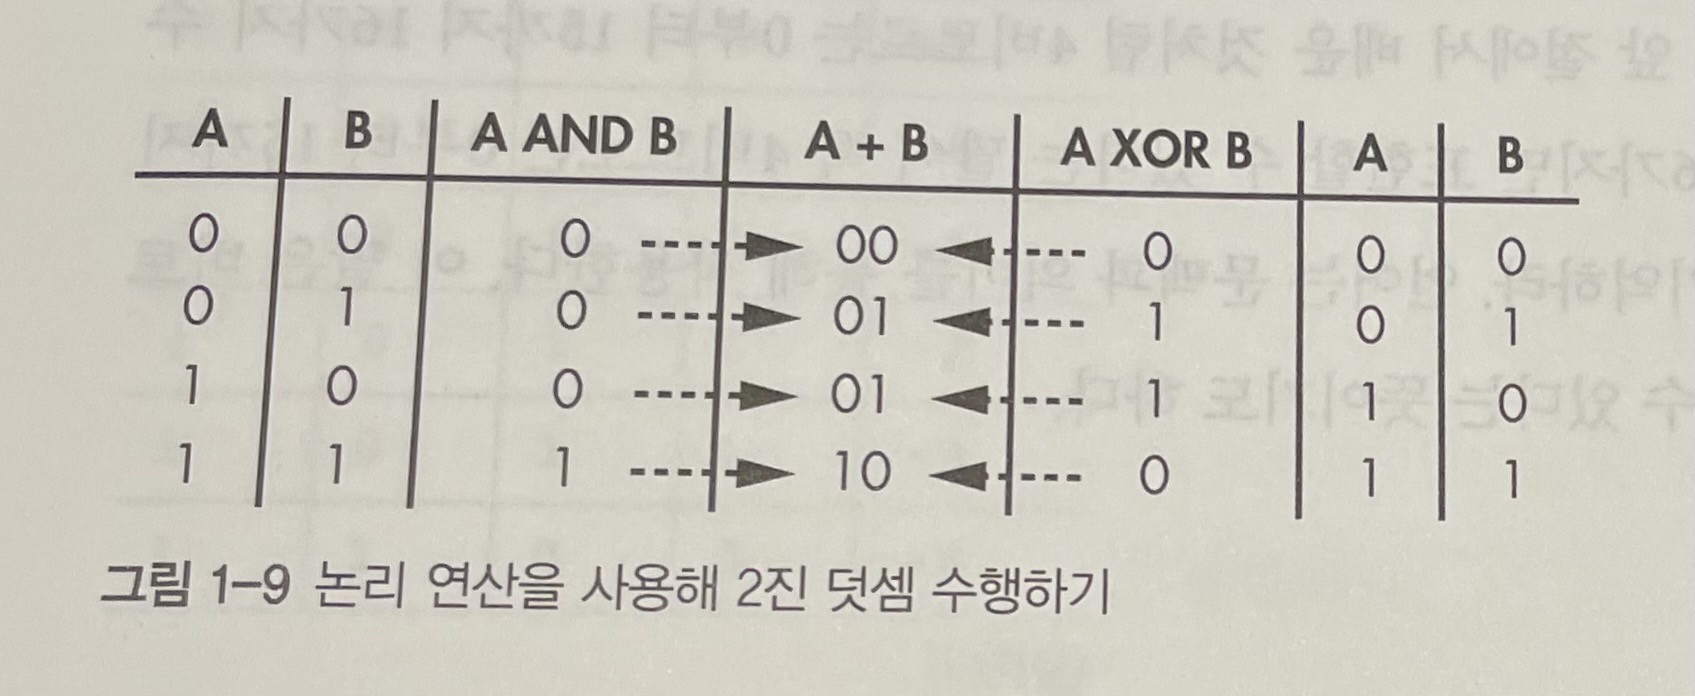 A B A AND B A + B A XOR B A B
0 0 0 00 0 0 0
0 1 0 01 1 0 1
1 0 0 01 1 1 0
1 1 1 10 0 1 1
그림 1-9 논리 연산을 사용해 2진 덧셈 수행하기